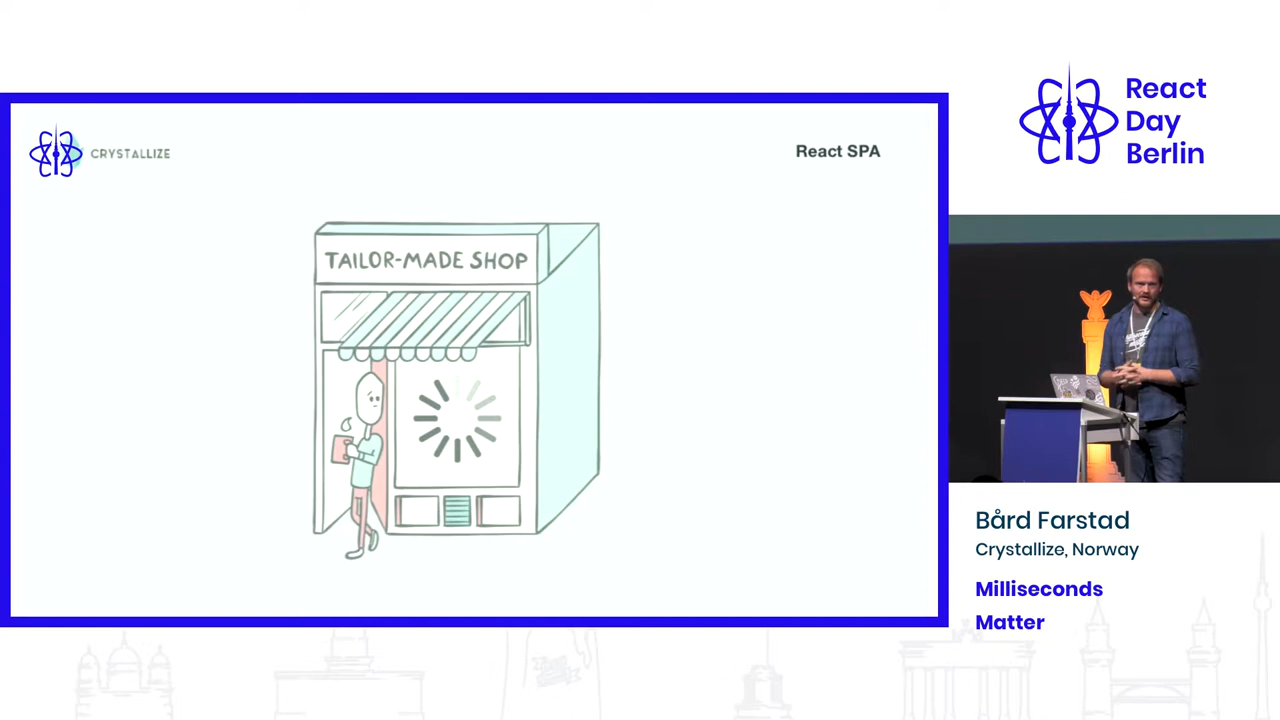 CRYSTALLIZE
React SPA
TAILOR-MADE SHOP
React
Day
Berlin
Bård Farstad
Crystallize, Norway
Milliseconds
Matter